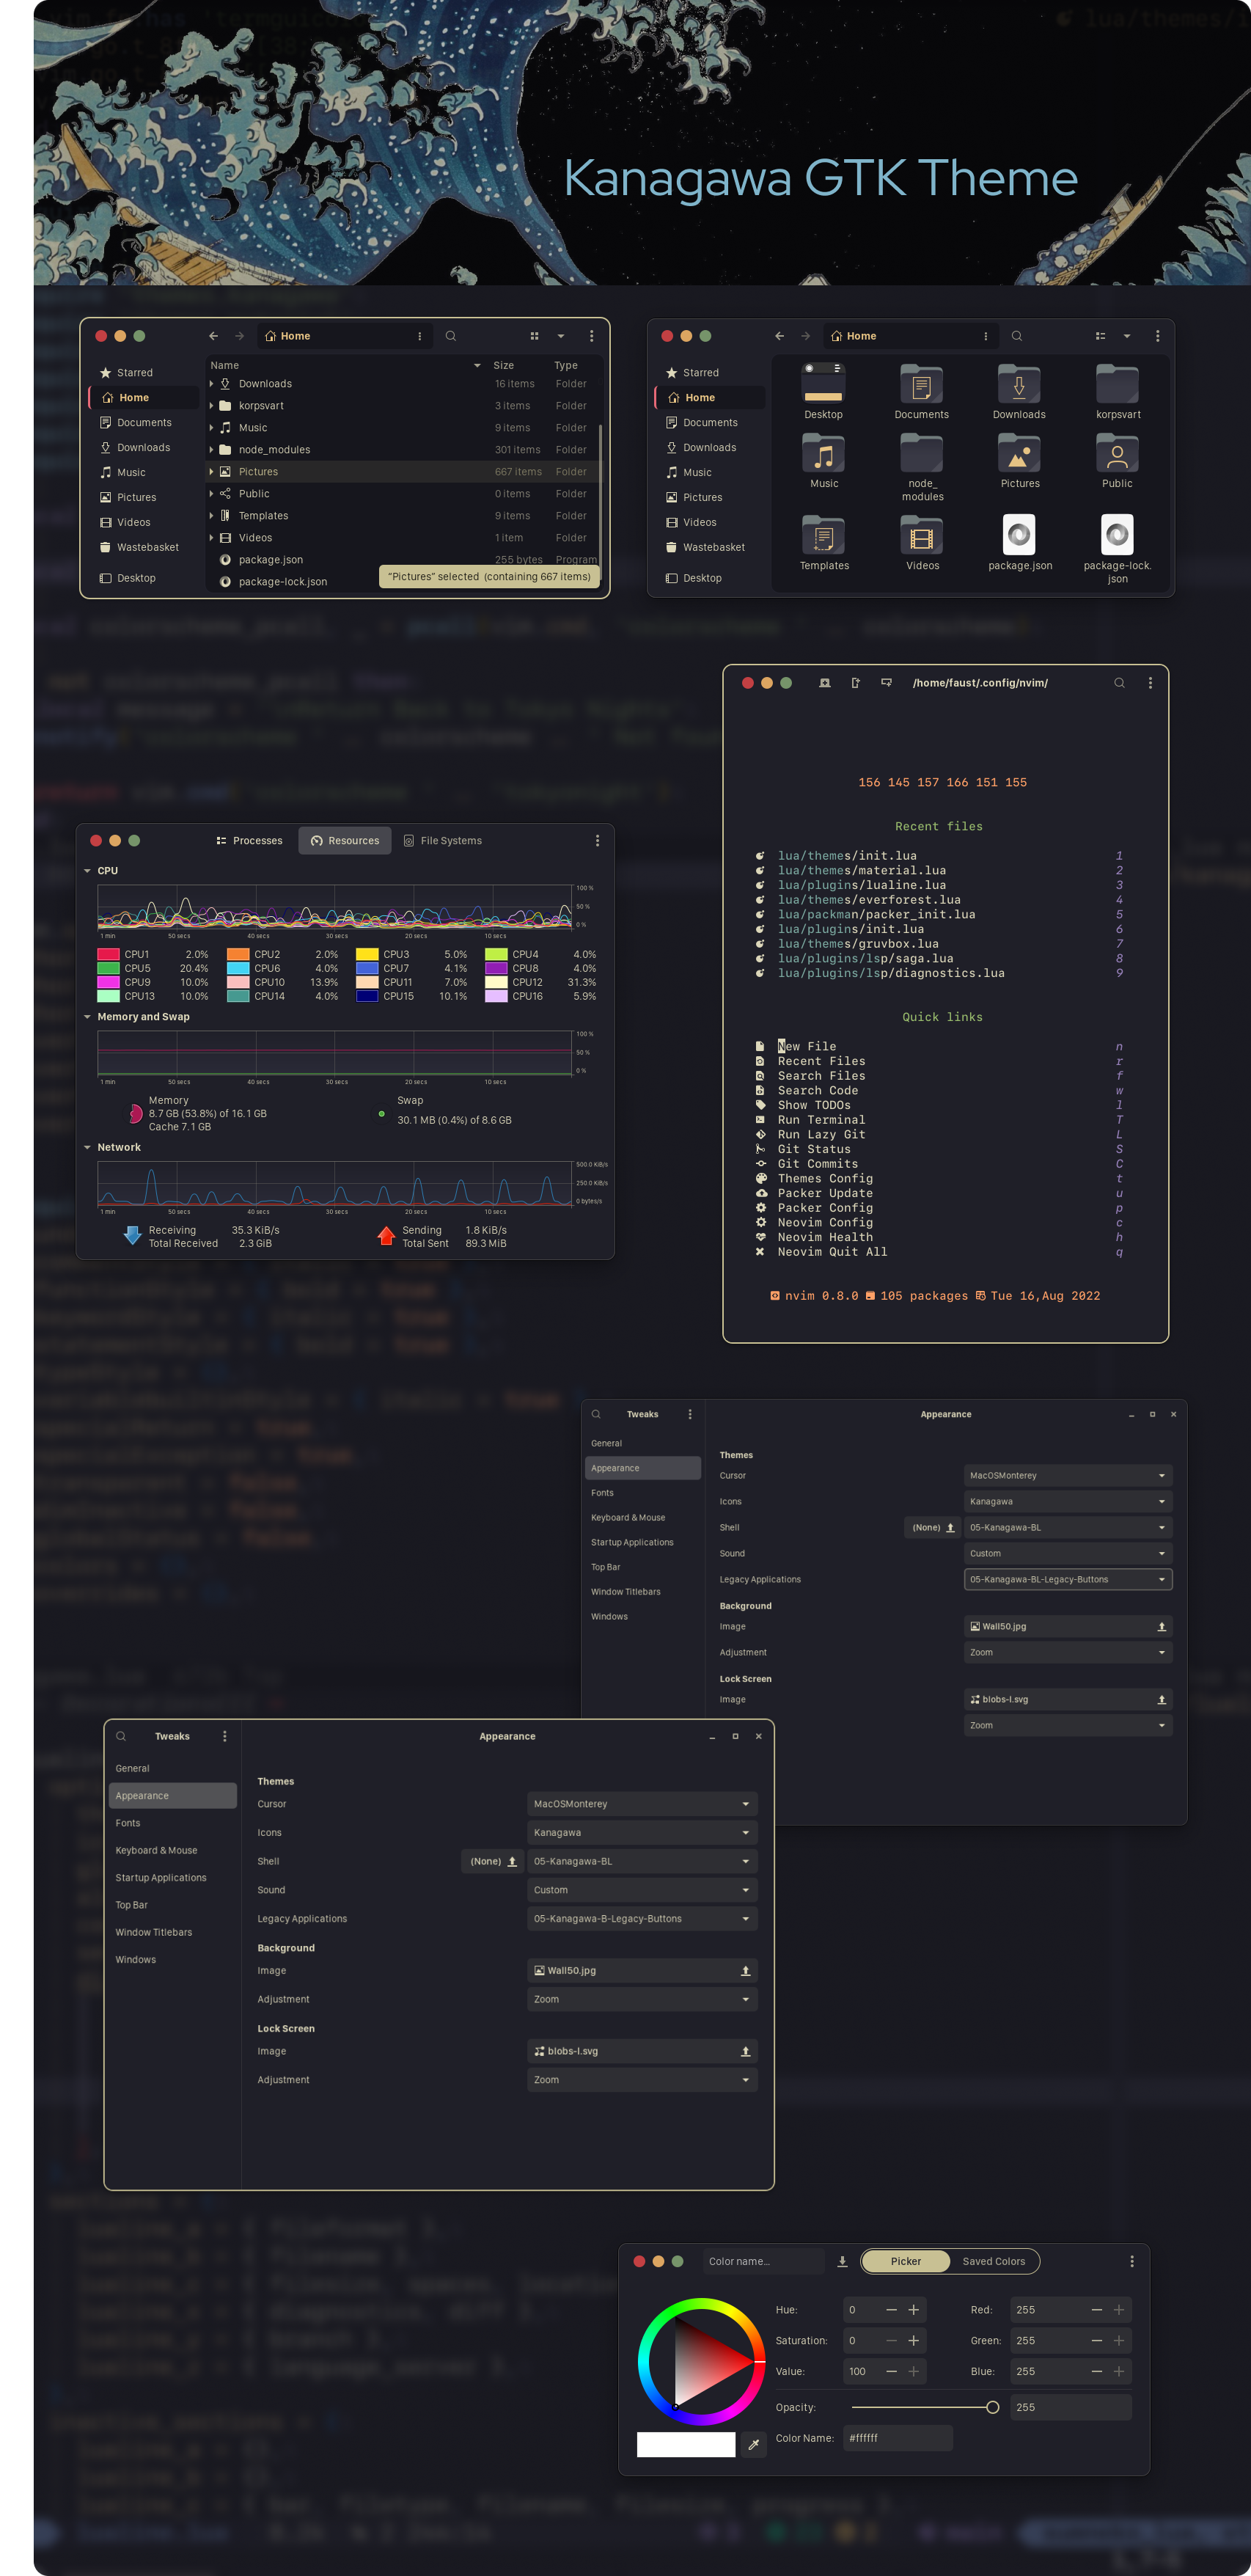 Kanagawa GTK Theme
Home
Starred
Home
Documents
Downloads
Music
Pictures
Videos
Wastebasket
Desktop
Name Size Type
Downloads 16 items Folder
korpsvart 3 items Folder
Music 9 items Folder
node_modules 301 items Folder
Pictures 667 items Folder
Public 0 items Folder
Templates 9 items Folder
Videos 1 item Folder
package.json 255 bytes Program
package-lock.json
"Pictures" selected (containing 667 items)
Home
Starred
Home
Documents
Downloads
Music
Pictures
Videos
Wastebasket
Desktop
Desktop Documents Downloads korpsvart
Music node_ Pictures Public
modules
Templates Videos package.json package-lock.
json
/home/faust/.config/nvim/
156 145 157 166 151 155
Recent files
lua/themes/init.lua 1
lua/themes/material.lua 2
lua/plugins/lualine.lua 3
lua/themes/everforest.lua 4
lua/packman/packer_init.lua 5
lua/plugins/init.lua 6
lua/themes/gruvbox.lua 7
lua/plugins/lsp/saga.lua 8
lua/plugins/lsp/diagnostics.lua 9
Quick links
New File n
Recent Files r
Search Files f
Search Code w
Show TODOs l
Run Terminal T
Run Lazy Git L
Git Status S
Git Commits C
Themes Config t
Packer Update u
Packer Config p
Neovim Config c
Neovim Health h
Neovim Quit All q
nvim 0.8.0 105 packages Tue 16,Aug 2022
Processes Resources File Systems
CPU
100 %
50 %
0 %
1 min 50 secs 40 secs 30 secs 20 secs 10 secs
CPU1 2.0% CPU2 2.0% CPU3 5.0% CPU4 4.0%
CPU5 20.4% CPU6 4.0% CPU7 4.1% CPU8 4.0%
CPU9 10.0% CPU10 13.9% CPU11 7.0% CPU12 31.3%
CPU13 10.0% CPU14 4.0% CPU15 10.1% CPU16 5.9%
Memory and Swap
100 %
50 %
0 %
1 min 50 secs 40 secs 30 secs 20 secs 10 secs
Memory
8.7 GB (53.8%) of 16.1 GB
Cache 7.1 GB
Swap
30.1 MB (0.4%) of 8.6 GB
Network
500.0 KiB/s
250.0 KiB/s
0 bytes/s
1 min 50 secs 40 secs 30 secs 20 secs 10 secs
Receiving 35.3 KiB/s
Total Received 2.3 GiB
Sending 1.8 KiB/s
Total Sent 89.3 MiB
Tweaks Appearance
General
Appearance
Fonts
Keyboard & Mouse
Startup Applications
Top Bar
Window Titlebars
Windows
Themes
Cursor MacOSMonterey
Icons Kanagawa
Shell (None) 05-Kanagawa-BL
Sound Custom
Legacy Applications 05-Kanagawa-BL-Legacy-Buttons
Background
Image Wall50.jpg
Adjustment Zoom
Lock Screen
Image blobs-l.svg
Zoom
Tweaks Appearance
General
Appearance
Fonts
Keyboard & Mouse
Startup Applications
Top Bar
Window Titlebars
Windows
Themes
Cursor MacOSMonterey
Icons Kanagawa
Shell (None) 05-Kanagawa-BL
Sound Custom
Legacy Applications 05-Kanagawa-B-Legacy-Buttons
Background
Image Wall50.jpg
Adjustment Zoom
Lock Screen
Image blobs-l.svg
Adjustment Zoom
Color name... Picker Saved Colors
Hue: 0 Red: 255
Saturation: 0 Green: 255
Value: 100 Blue: 255
Opacity: 255
Color Name: #ffffff